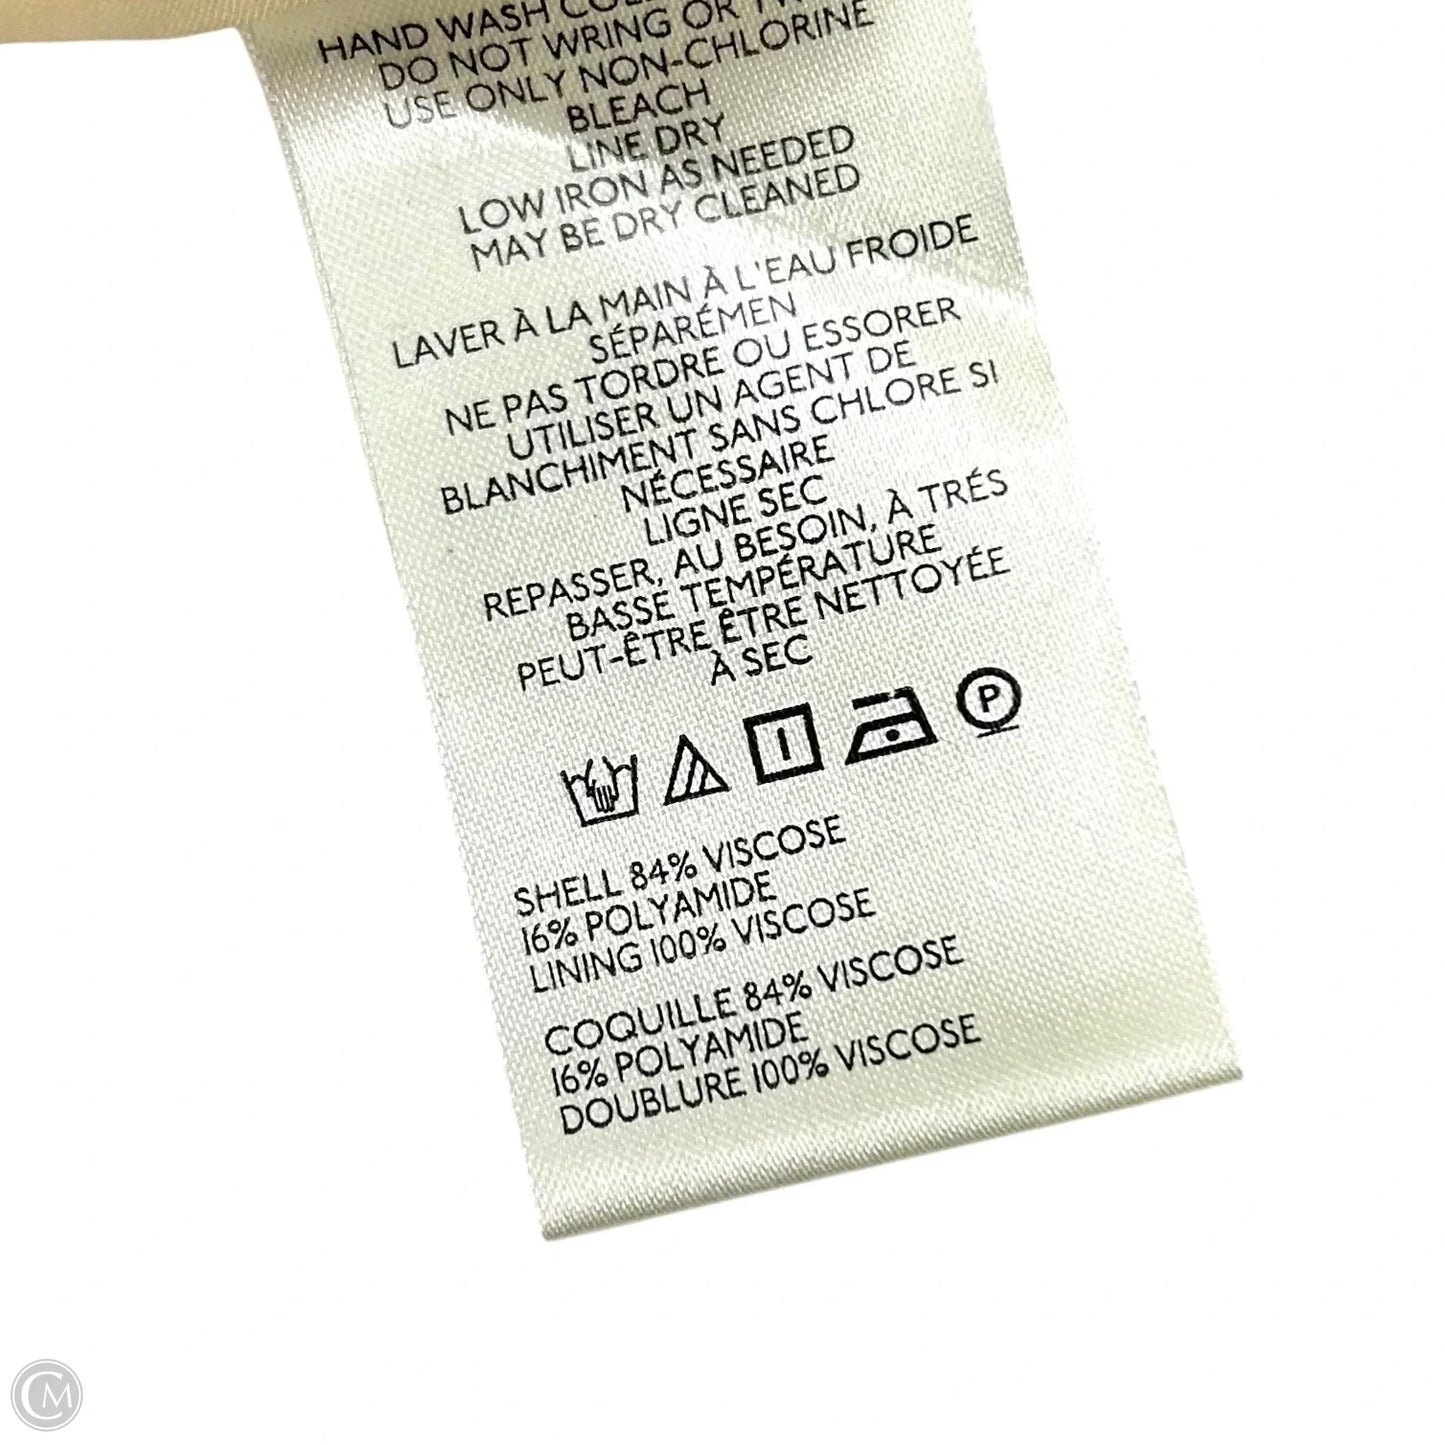 HAND WASH
DO NOT WRING OR
USE ONLY NON-CHLORINE
BLEACH
LINE DRY
LOW IRON AS NEEDED
MAY BE DRY CLEANED
LAVER À LA MAIN À L'EAU FROIDE
SÉPARÉMEN
NE PAS TORDRE OU ESSORER
UTILISER UN AGENT DE
BLANCHIMENT SANS CHLORE SI
NÉCESSAIRE
LIGNE SEC
REPASSER, AU BESOIN, À TRÉS
BASSE TEMPÉRATURE
PEUT-ÊTRE ÊTRE NETTOYÉE
À SEC
P
SHELL 84% VISCOSE
16% POLYAMIDE
LINING 100% VISCOSE
COQUILLE 84% VISCOSE
16% POLYAMIDE
DOUBLURE 100% VISCOSE
CM